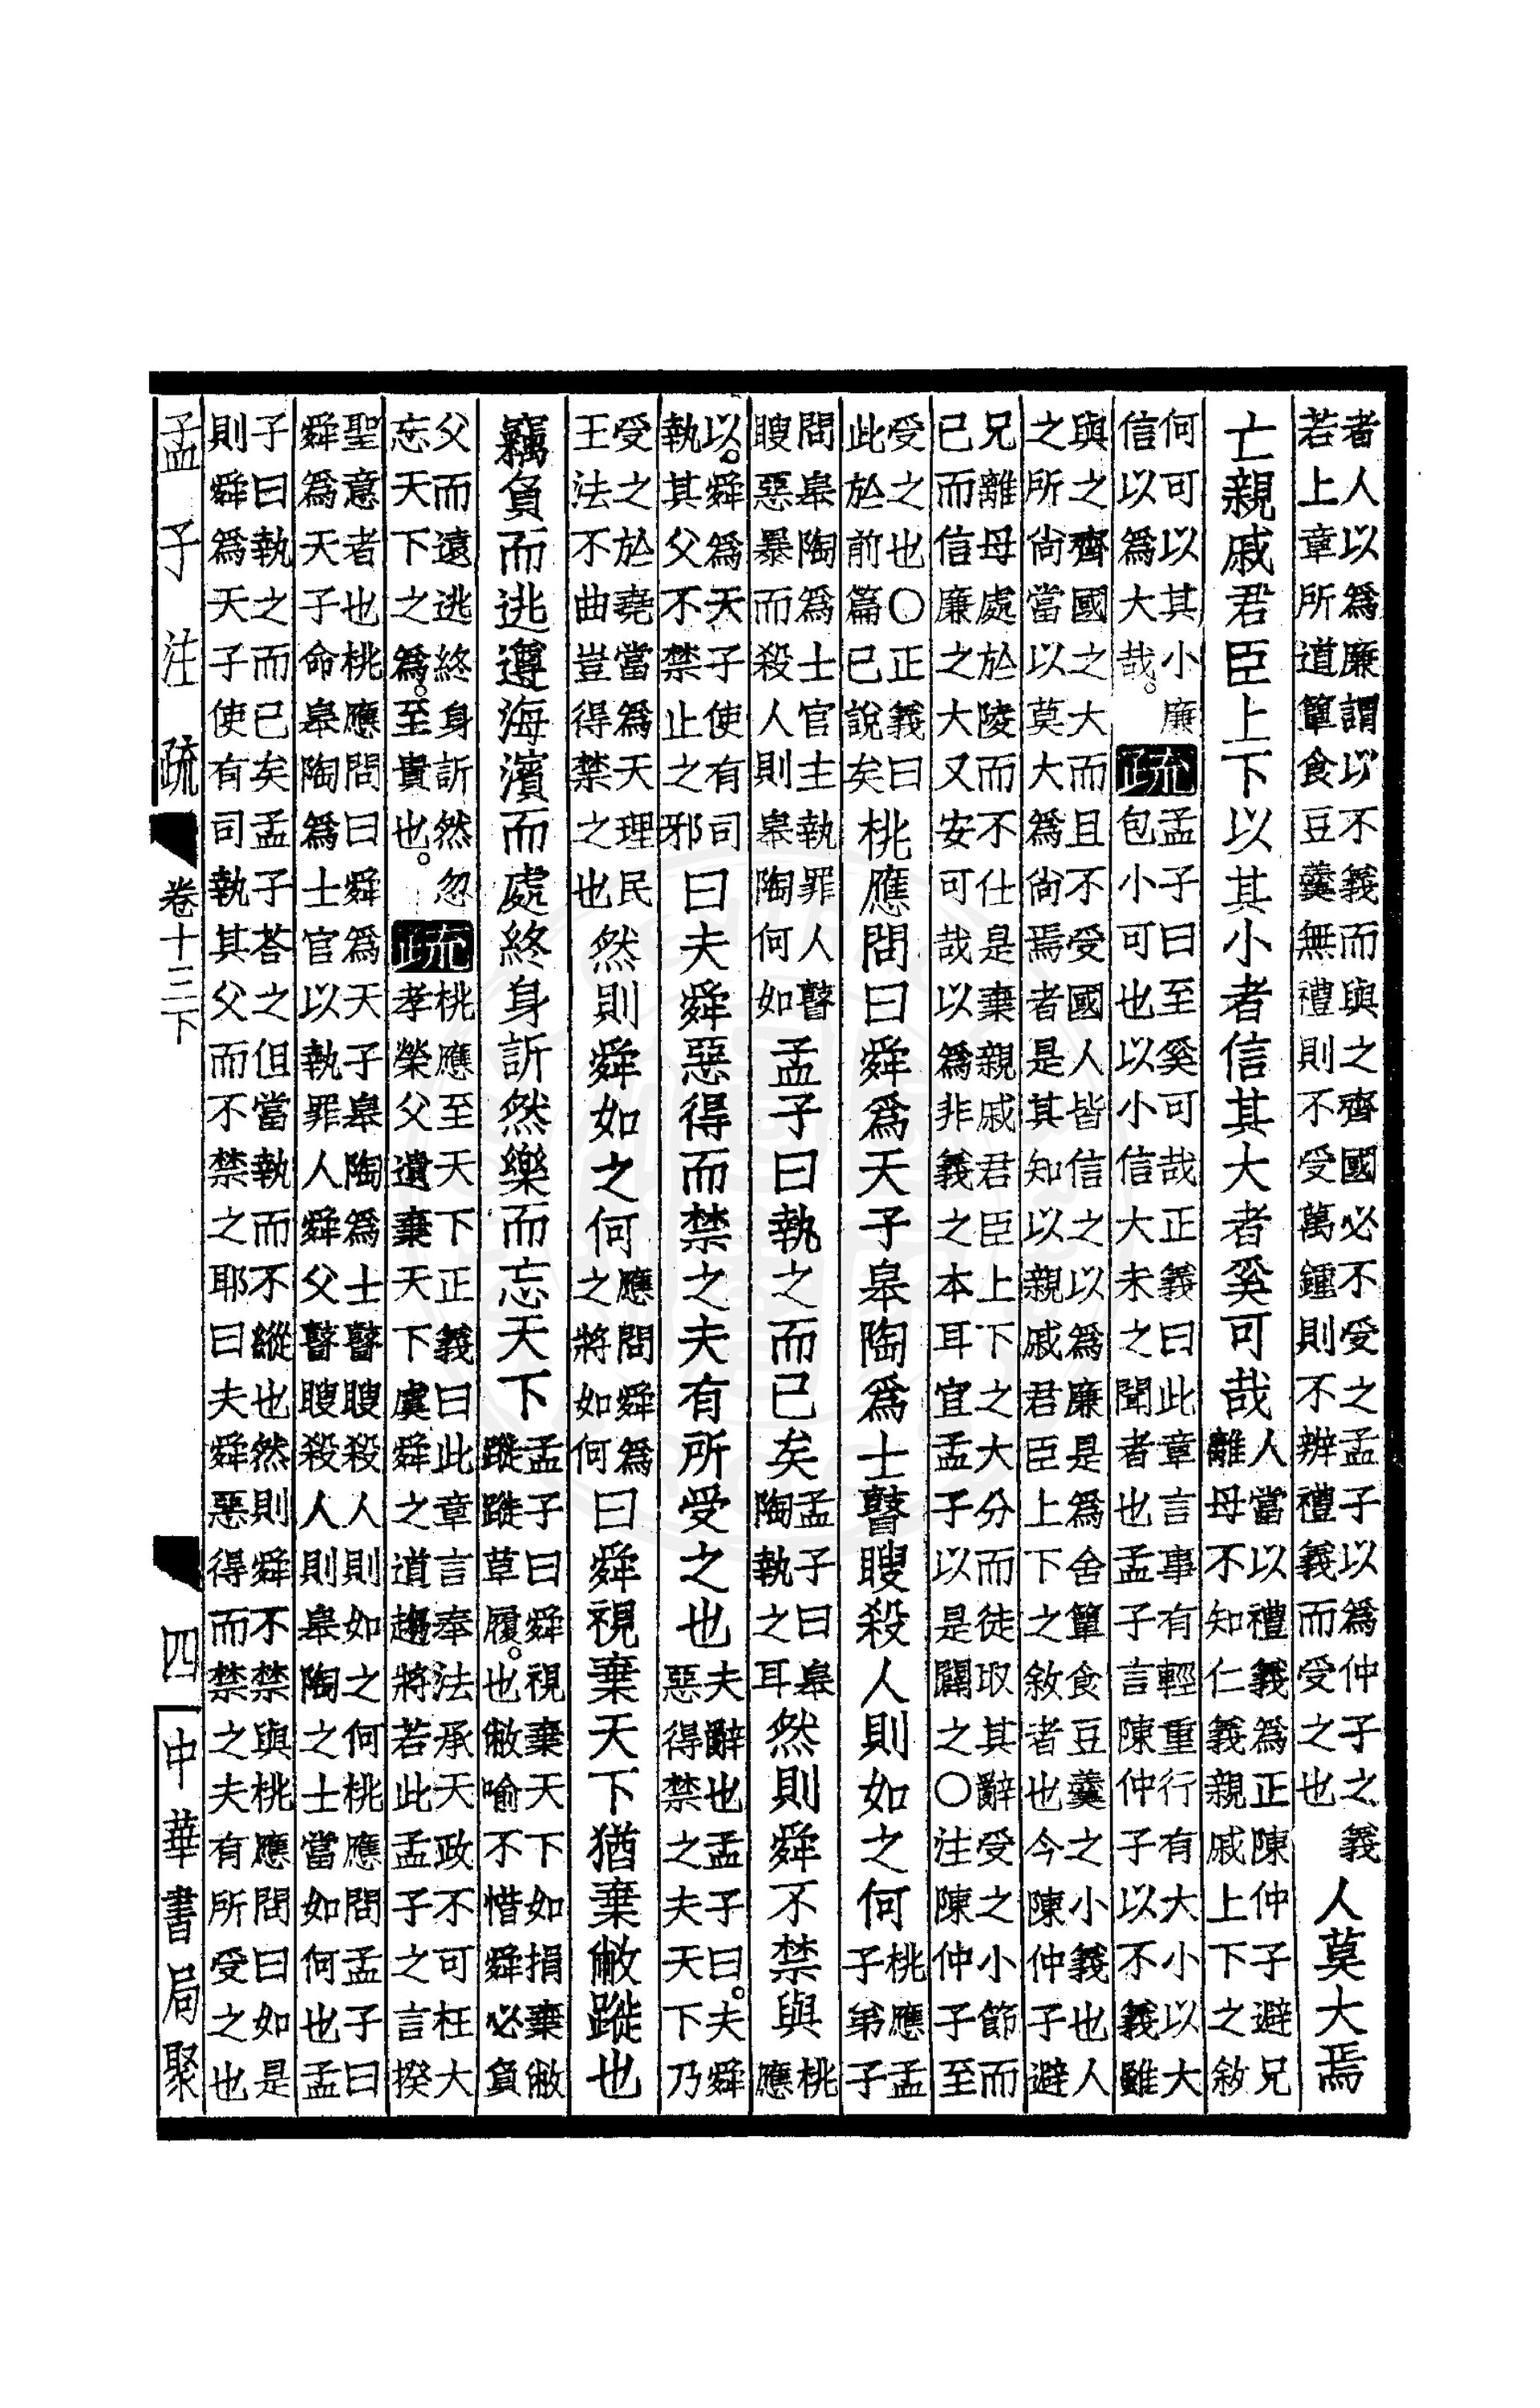 者人以爲廉謂以不義而與之齊國必不受之孟子以爲仲子之義若上章所道簞食豆羹無禮則不受萬鍾則不辨禮義而受之也人莫大焉
亡親戚君臣上下以其小者信其大者奚可哉人當以禮義爲正陳仲子避兄離母不知仁義親戚上下之敘
何可以其小廉信以爲大哉。疏孟子曰至奚可哉正義曰此章言事有輕重行有大小以大包小可也以小信大未之聞者也孟子言陳仲子以不義雖
與之齊國之大而且不受國人皆信之以爲廉是爲舍簞食豆羹之小義也人之所尚當以莫大爲尚焉者是其知以親戚君臣上下之敘者也今陳仲子避
兄離母處於陵而不仕是棄親戚君臣上下之大分而徒取其辭受之小節而已而信廉之大又安可哉以爲非義之本耳宜孟子以是闢之○注陳仲子至
受之也○正義曰此於前篇已說矣桃應問曰舜爲天子皋陶爲士瞽瞍殺人則如之何桃應孟子弟子
問皋陶爲士官主執罪人瞽瞍惡暴而殺人則皋陶何如孟子曰執之而已矣孟子曰皋陶執之耳然則舜不禁與桃應
以。舜爲天子使有司執其父不禁止之邪曰夫舜惡得而禁之夫有所受之也夫辭也孟子曰。夫舜惡得禁之夫天下乃
受之於堯當爲天理民王法不曲豈得禁之也然則舜如之何應問舜爲之將如何曰舜視棄天下猶棄敝蹝也
竊負而逃遵海濱而處終身訢然樂而忘天下孟子曰舜視棄天下如捐棄敝蹝蹝草履。也敝喻不惜舜必負
父而遠逃終身訢然忽忘天下之爲。至貴也。疏桃應至天下正義曰此章言奉法承天政不可枉大孝榮父遺棄天下虞舜之道趨將若此孟子之言揆
聖意者也桃應問曰舜爲天子皋陶爲士瞽瞍殺人則如之何桃應問孟子曰舜爲天子命皋陶爲士官以執罪人舜父瞽瞍殺人則皋陶之士當如何也孟
子曰執之而已矣孟子荅之但當執而不縱也然則舜不禁與桃應問曰如是則舜爲天子使有司執其父而不禁之耶曰夫舜惡得而禁之夫有所受之也
孟子注疏 卷十三下 四 中華書局聚